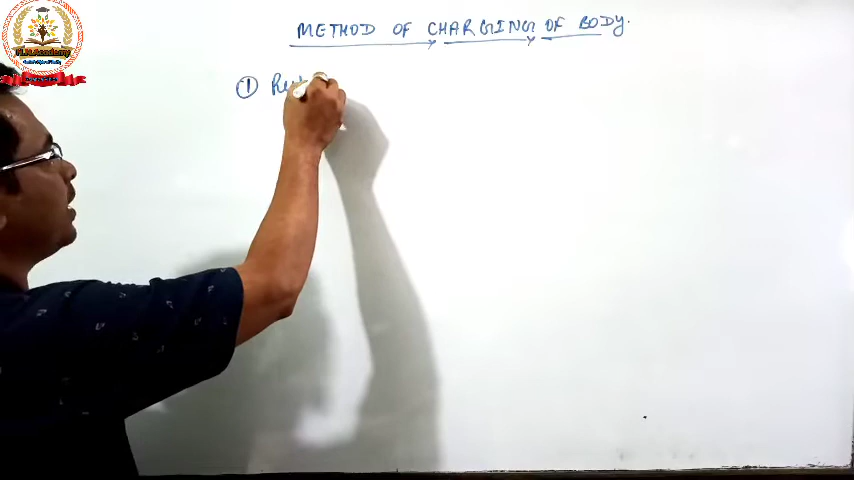 METHOD OF CHARGING OF BODY.
①